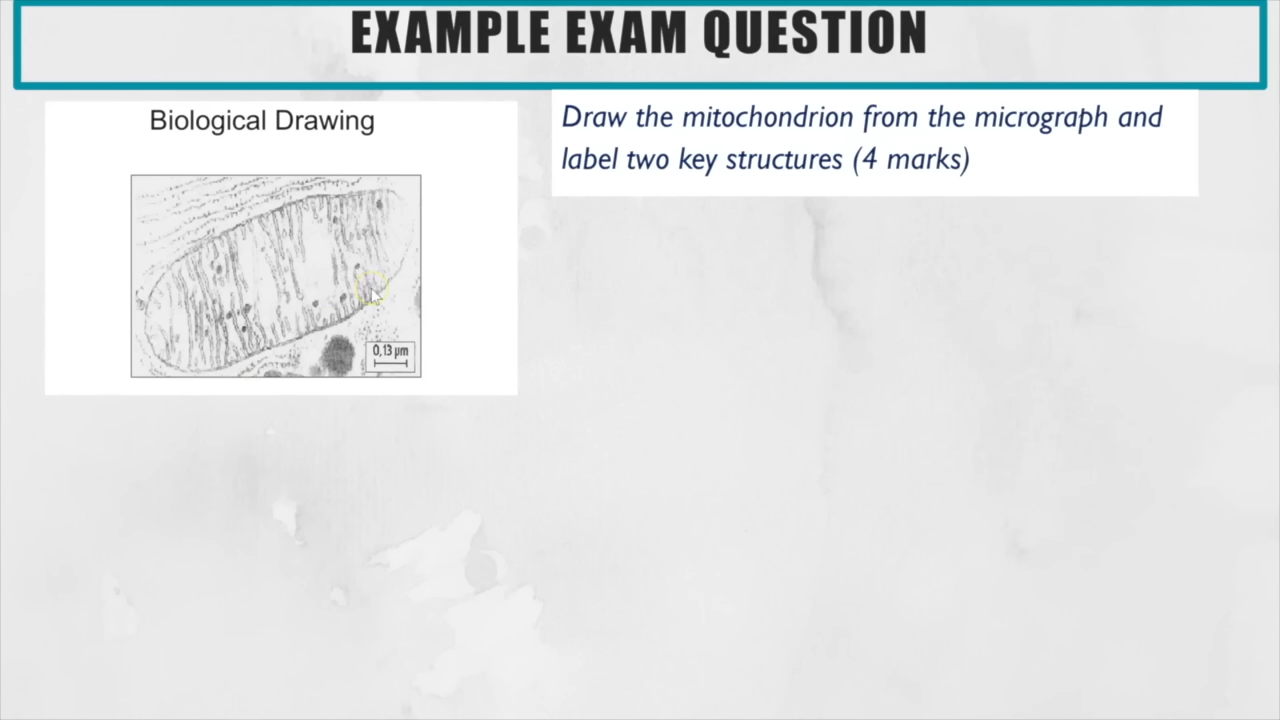 EXAMPLE EXAM QUESTION
Biological Drawing
Draw the mitochondrion from the micrograph and
label two key structures (4 marks)
0,13 µm